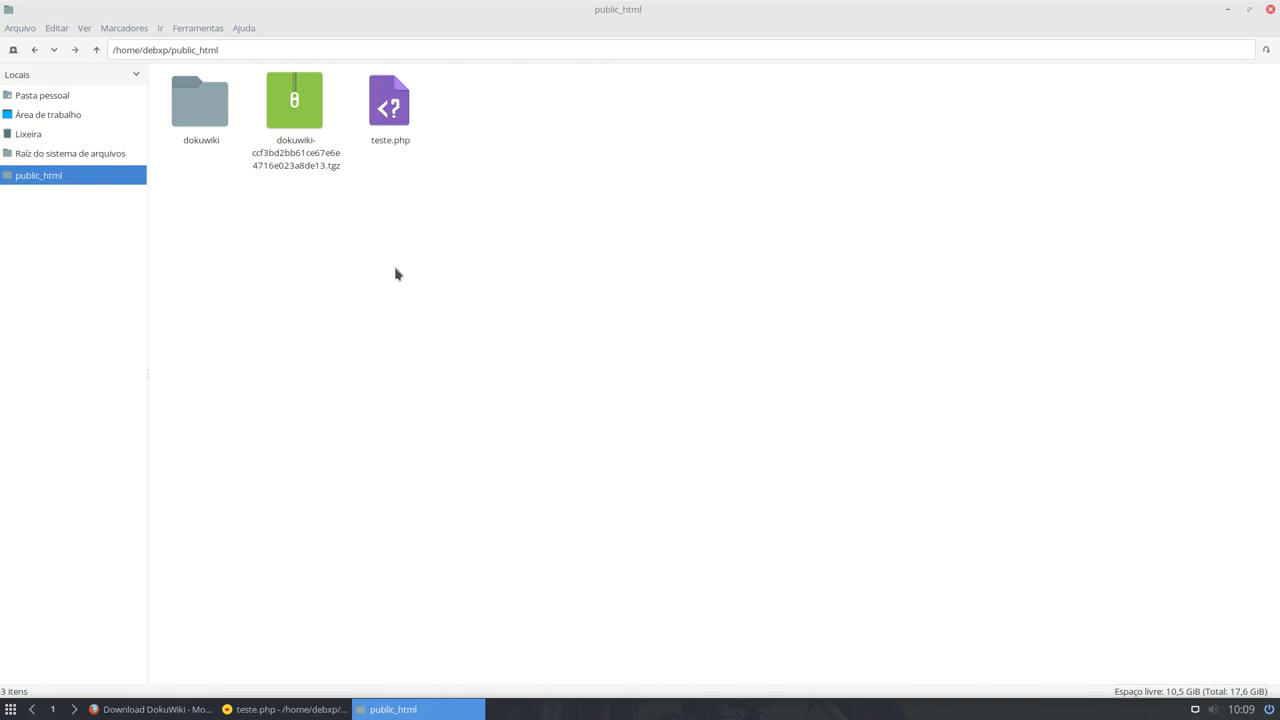 public_html
Arquivo Editar Ver Marcadores Ir Ferramentas Ajuda
/home/debxp/public_html
Locais
Pasta pessoal
Área de trabalho
Lixeira
Raíz do sistema de arquivos
public_html
dokuwiki
dokuwiki-
ccf3bd2bb61ce67e6e
4716e023a8de13.tgz
<?
teste.php
3 itens
Espaço livre: 10,5 GiB (Total: 17,6 GiB)
1
Download DokuWiki - Mo...
teste.php - /home/debxp/...
public_html
10:09